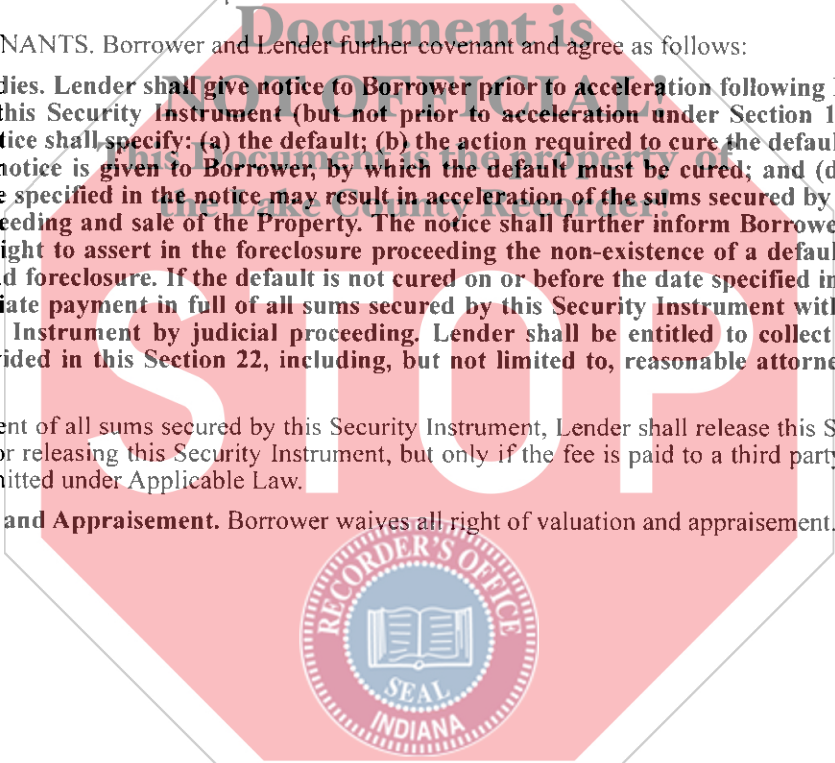 Document is
NANTS. Borrower and Lender further covenant and agree as follows:
NOT OFFICIAL!
dies. Lender shall give notice to Borrower prior to acceleration following
this Security Instrument (but not prior to acceleration under Section 1
tice shall specify: (a) the default; (b) the action required to cure the defaul
This Document is the property of
notice is given to Borrower, by which the default must be cured; and (d
e specified in the notice may result in acceleration of the sums secured by
the Lake County Recorder!
eeding and sale of the Property. The notice shall further inform Borrowe
ight to assert in the foreclosure proceeding the non-existence of a defaul
d foreclosure. If the default is not cured on or before the date specified in
iate payment in full of all sums secured by this Security Instrument with
Instrument by judicial proceeding. Lender shall be entitled to collect
vided in this Section 22, including, but not limited to, reasonable attorne
STOP
ent of all sums secured by this Security Instrument, Lender shall release this S
or releasing this Security Instrument, but only if the fee is paid to a third party
nitted under Applicable Law.
and Appraisement. Borrower waives all right of valuation and appraisement.
RECORDER'S OFFICE
SEAL
INDIANA